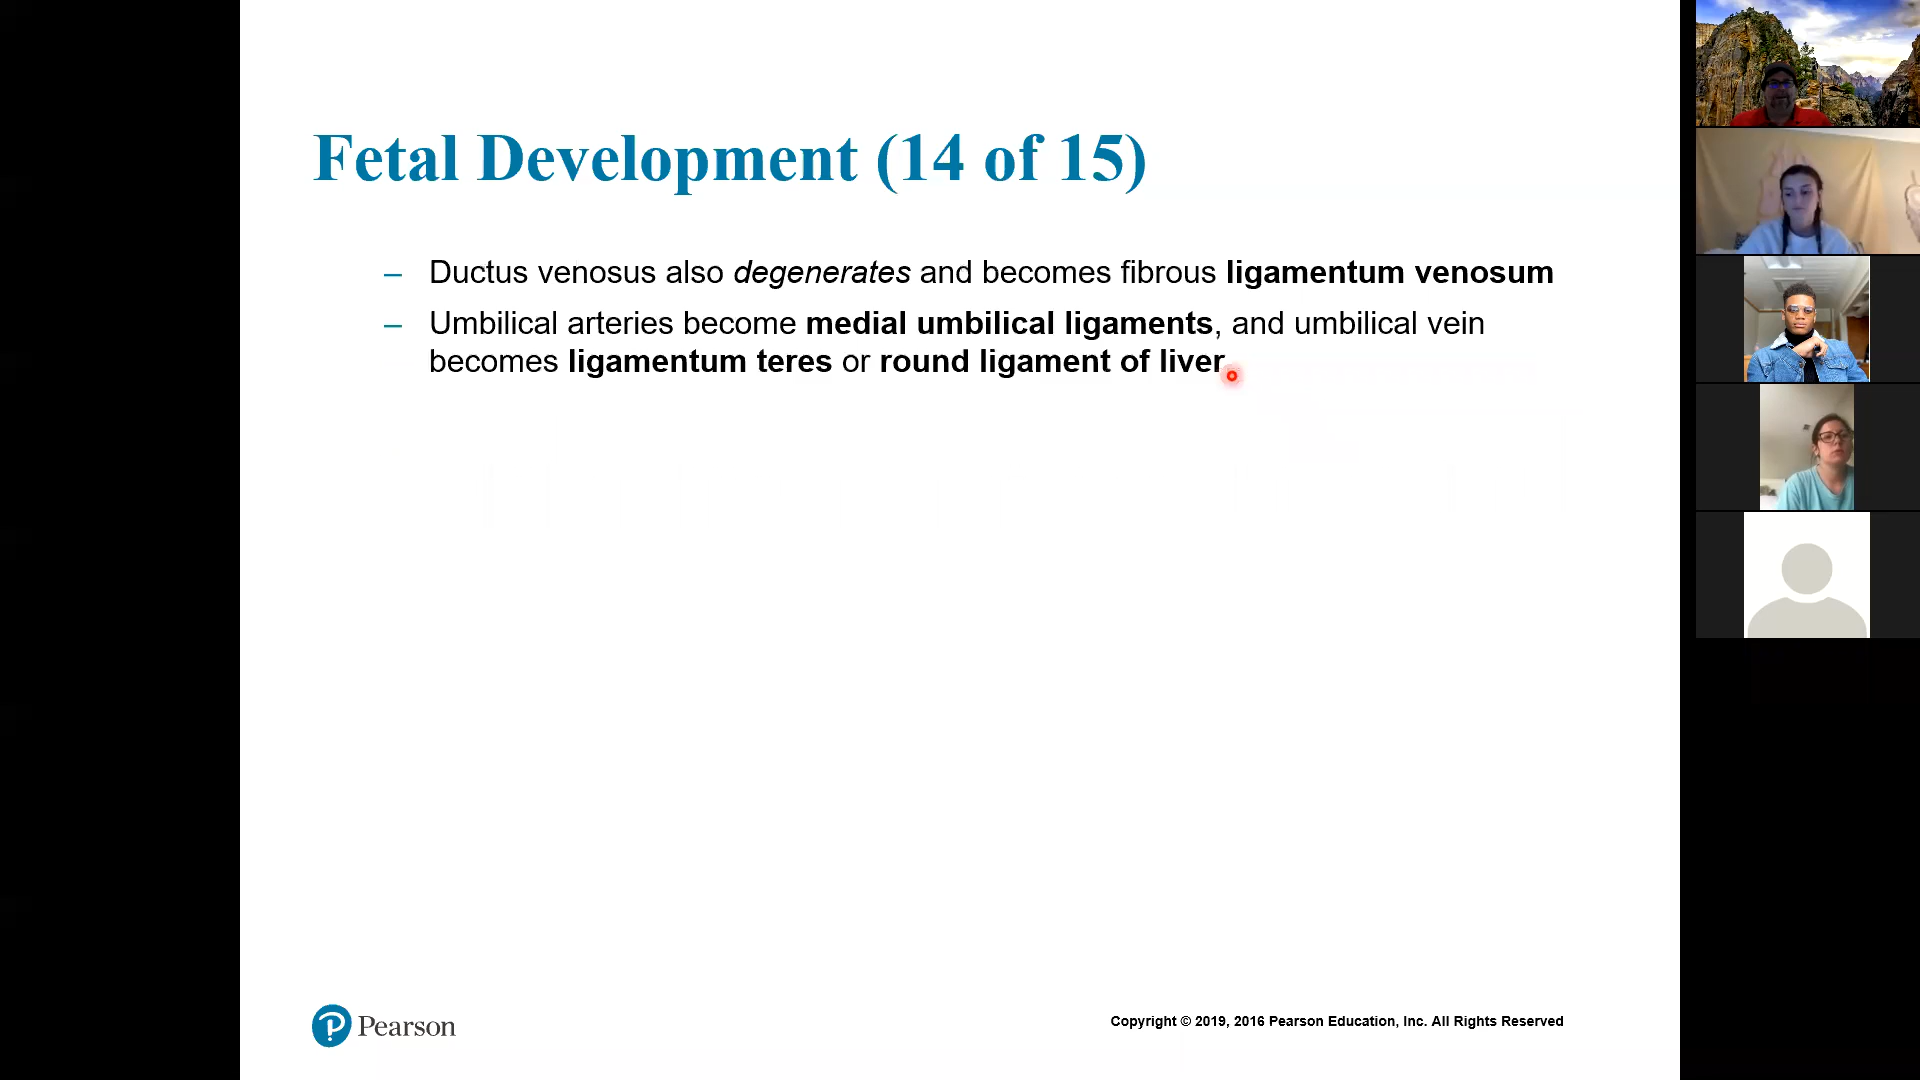 Fetal Development (14 of 15)
– Ductus venosus also degenerates and becomes fibrous ligamentum venosum
– Umbilical arteries become medial umbilical ligaments, and umbilical vein
becomes ligamentum teres or round ligament of liver
Pearson
Copyright © 2019, 2016 Pearson Education, Inc. All Rights Reserved